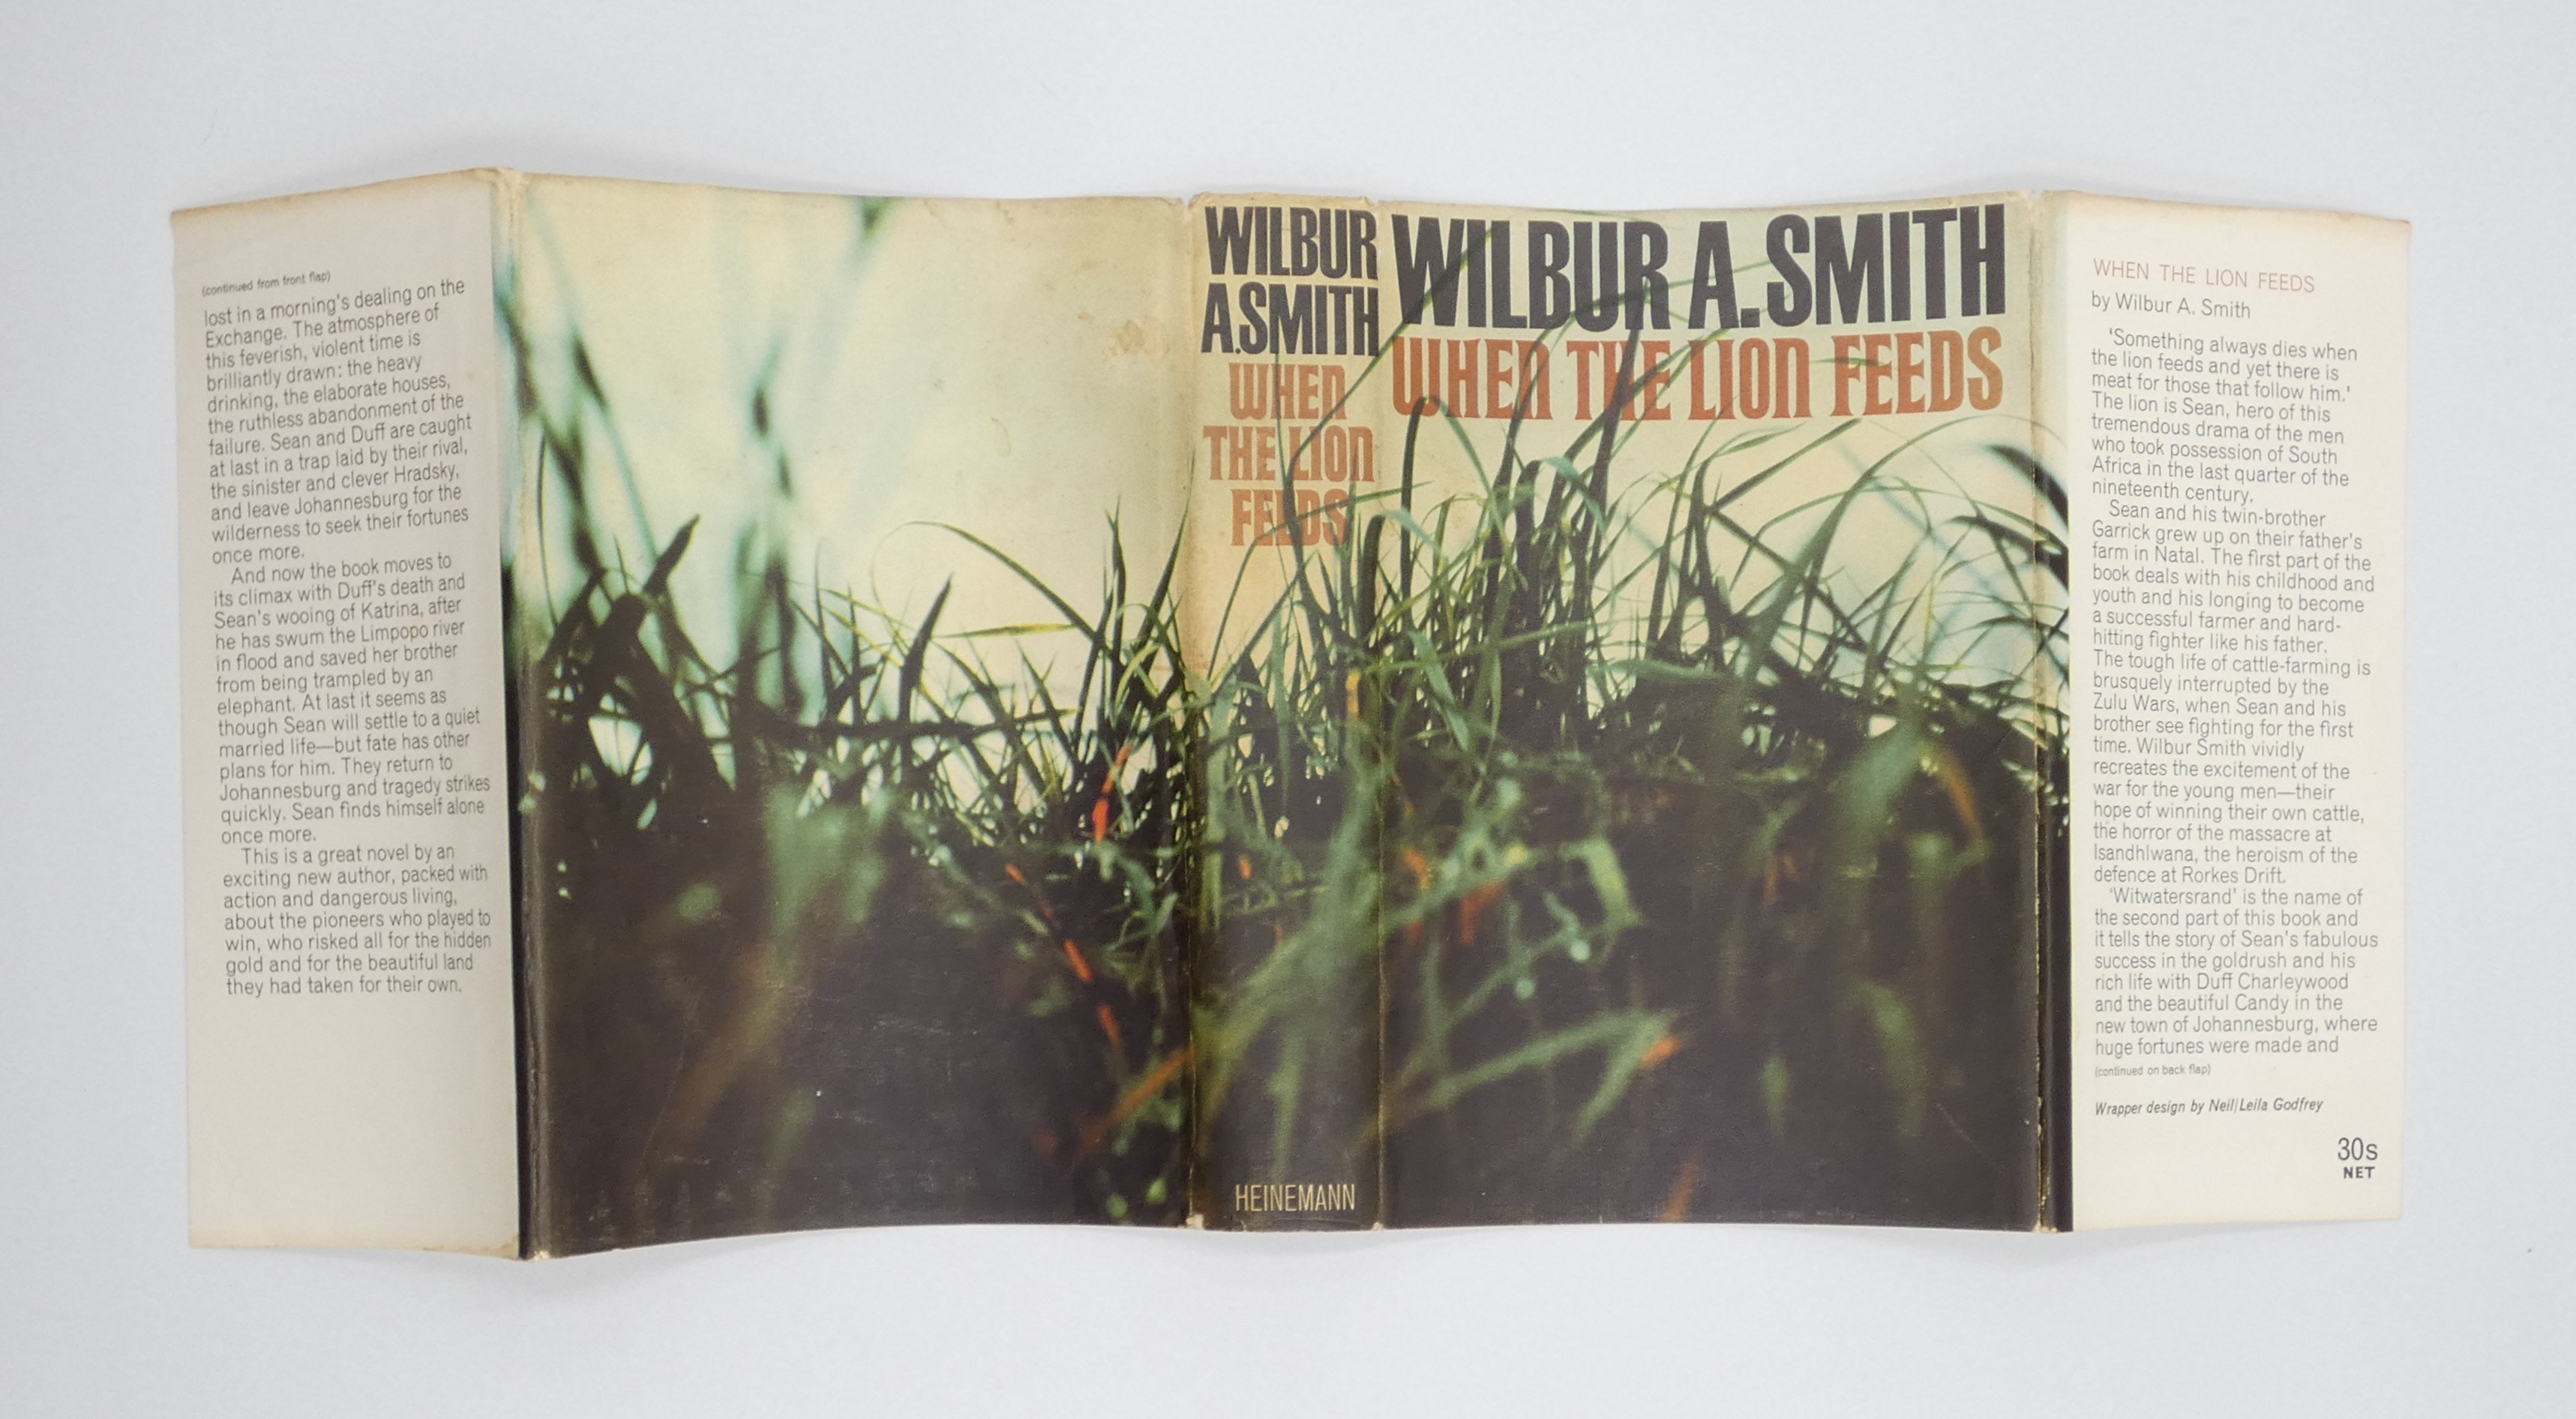 (continued from front flap)
lost in a morning's dealing on the
Exchange. The atmosphere of
this feverish, violent time is
brilliantly drawn: the heavy
drinking, the elaborate houses,
the ruthless abandonment of the
failure. Sean and Duff are caught
at last in a trap laid by their rival,
the sinister and clever Hradsky,
and leave Johannesburg for the
wilderness to seek their fortunes
once more.
And now the book moves to
its climax with Duff's death and
Sean's wooing of Katrina, after
he has swum the Limpopo river
in flood and saved her brother
from being trampled by an
elephant. At last it seems as
though Sean will settle to a quiet
married life—but fate has other
plans for him. They return to
Johannesburg and tragedy strikes
quickly. Sean finds himself alone
once more.
This is a great novel by an
exciting new author, packed with
action and dangerous living,
about the pioneers who played to
win, who risked all for the hidden
gold and for the beautiful land
they had taken for their own.
WILBUR
A.SMITH
WHEN
THE LION
FEEDS
HEINEMANN
WILBUR A.SMITH
WHEN THE LION FEEDS
WHEN THE LION FEEDS
by Wilbur A. Smith
'Something always dies when
the lion feeds and yet there is
meat for those that follow him.'
The lion is Sean, hero of this
tremendous drama of the men
who took possession of South
Africa in the last quarter of the
nineteenth century.
Sean and his twin-brother
Garrick grew up on their father's
farm in Natal. The first part of the
book deals with his childhood and
youth and his longing to become
a successful farmer and hard-
hitting fighter like his father.
The tough life of cattle-farming is
brusquely interrupted by the
Zulu Wars, when Sean and his
brother see fighting for the first
time. Wilbur Smith vividly
recreates the excitement of the
war for the young men—their
hope of winning their own cattle,
the horror of the massacre at
Isandhlwana, the heroism of the
defence at Rorkes Drift.
'Witwatersrand' is the name of
the second part of this book and
it tells the story of Sean's fabulous
success in the goldrush and his
rich life with Duff Charleywood
and the beautiful Candy in the
new town of Johannesburg, where
huge fortunes were made and
(continued on back flap)
Wrapper design by Neil|Leila Godfrey
30s
NET